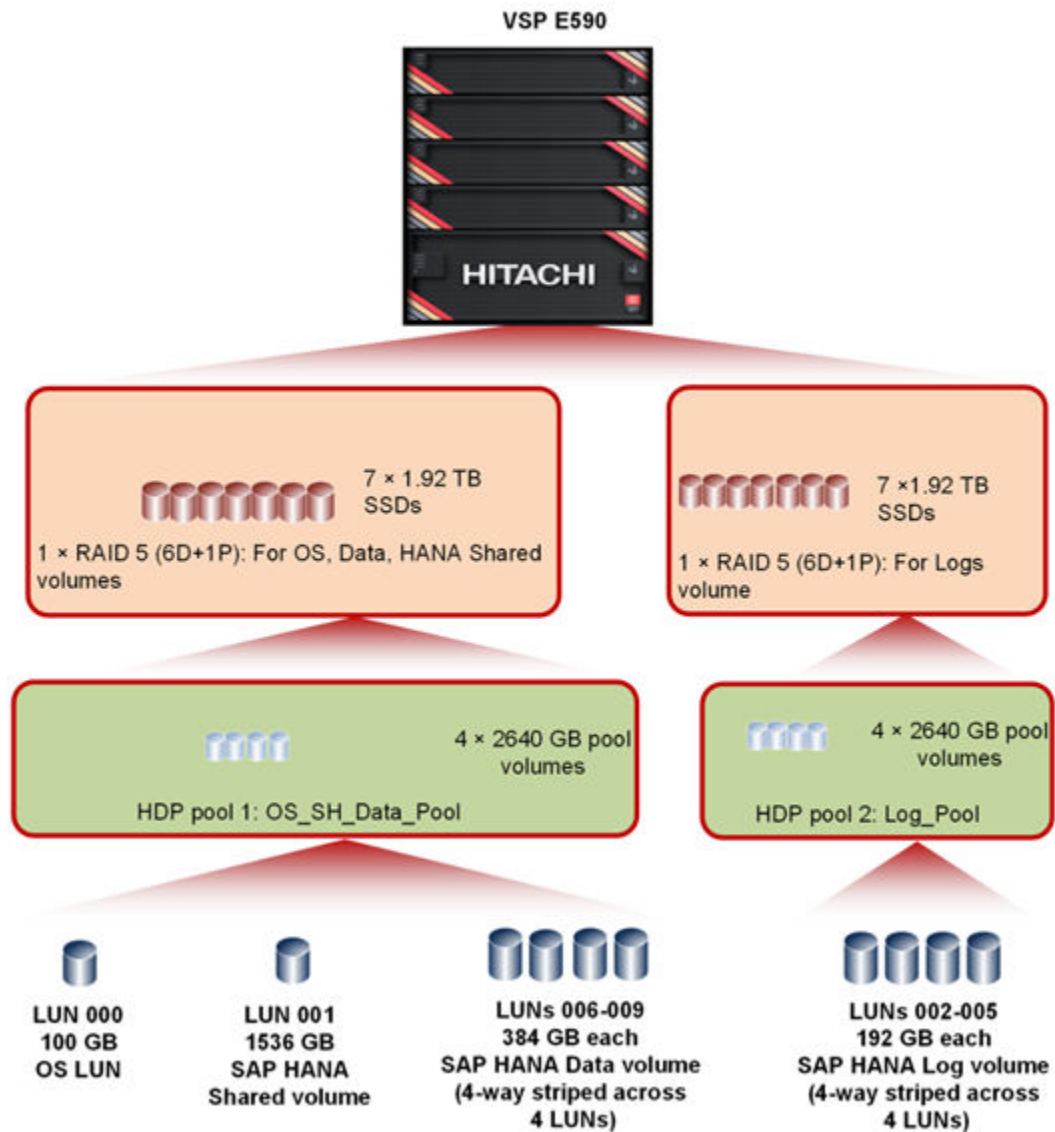 VSP E590
HITACHI
7 × 1.92 TB
SSDs
1 × RAID 5 (6D+1P): For OS, Data, HANA Shared
volumes
7 ×1.92 TB
SSDs
1 × RAID 5 (6D+1P): For Logs
volume
4 × 2640 GB pool
volumes
HDP pool 1: OS_SH_Data_Pool
4 × 2640 GB pool
volumes
HDP pool 2: Log_Pool
LUN 000
100 GB
OS LUN
LUN 001
1536 GB
SAP HANA
Shared volume
LUNs 006-009
384 GB each
SAP HANA Data volume
(4-way striped across
4 LUNs)
LUNs 002-005
192 GB each
SAP HANA Log volume
(4-way striped across
4 LUNs)